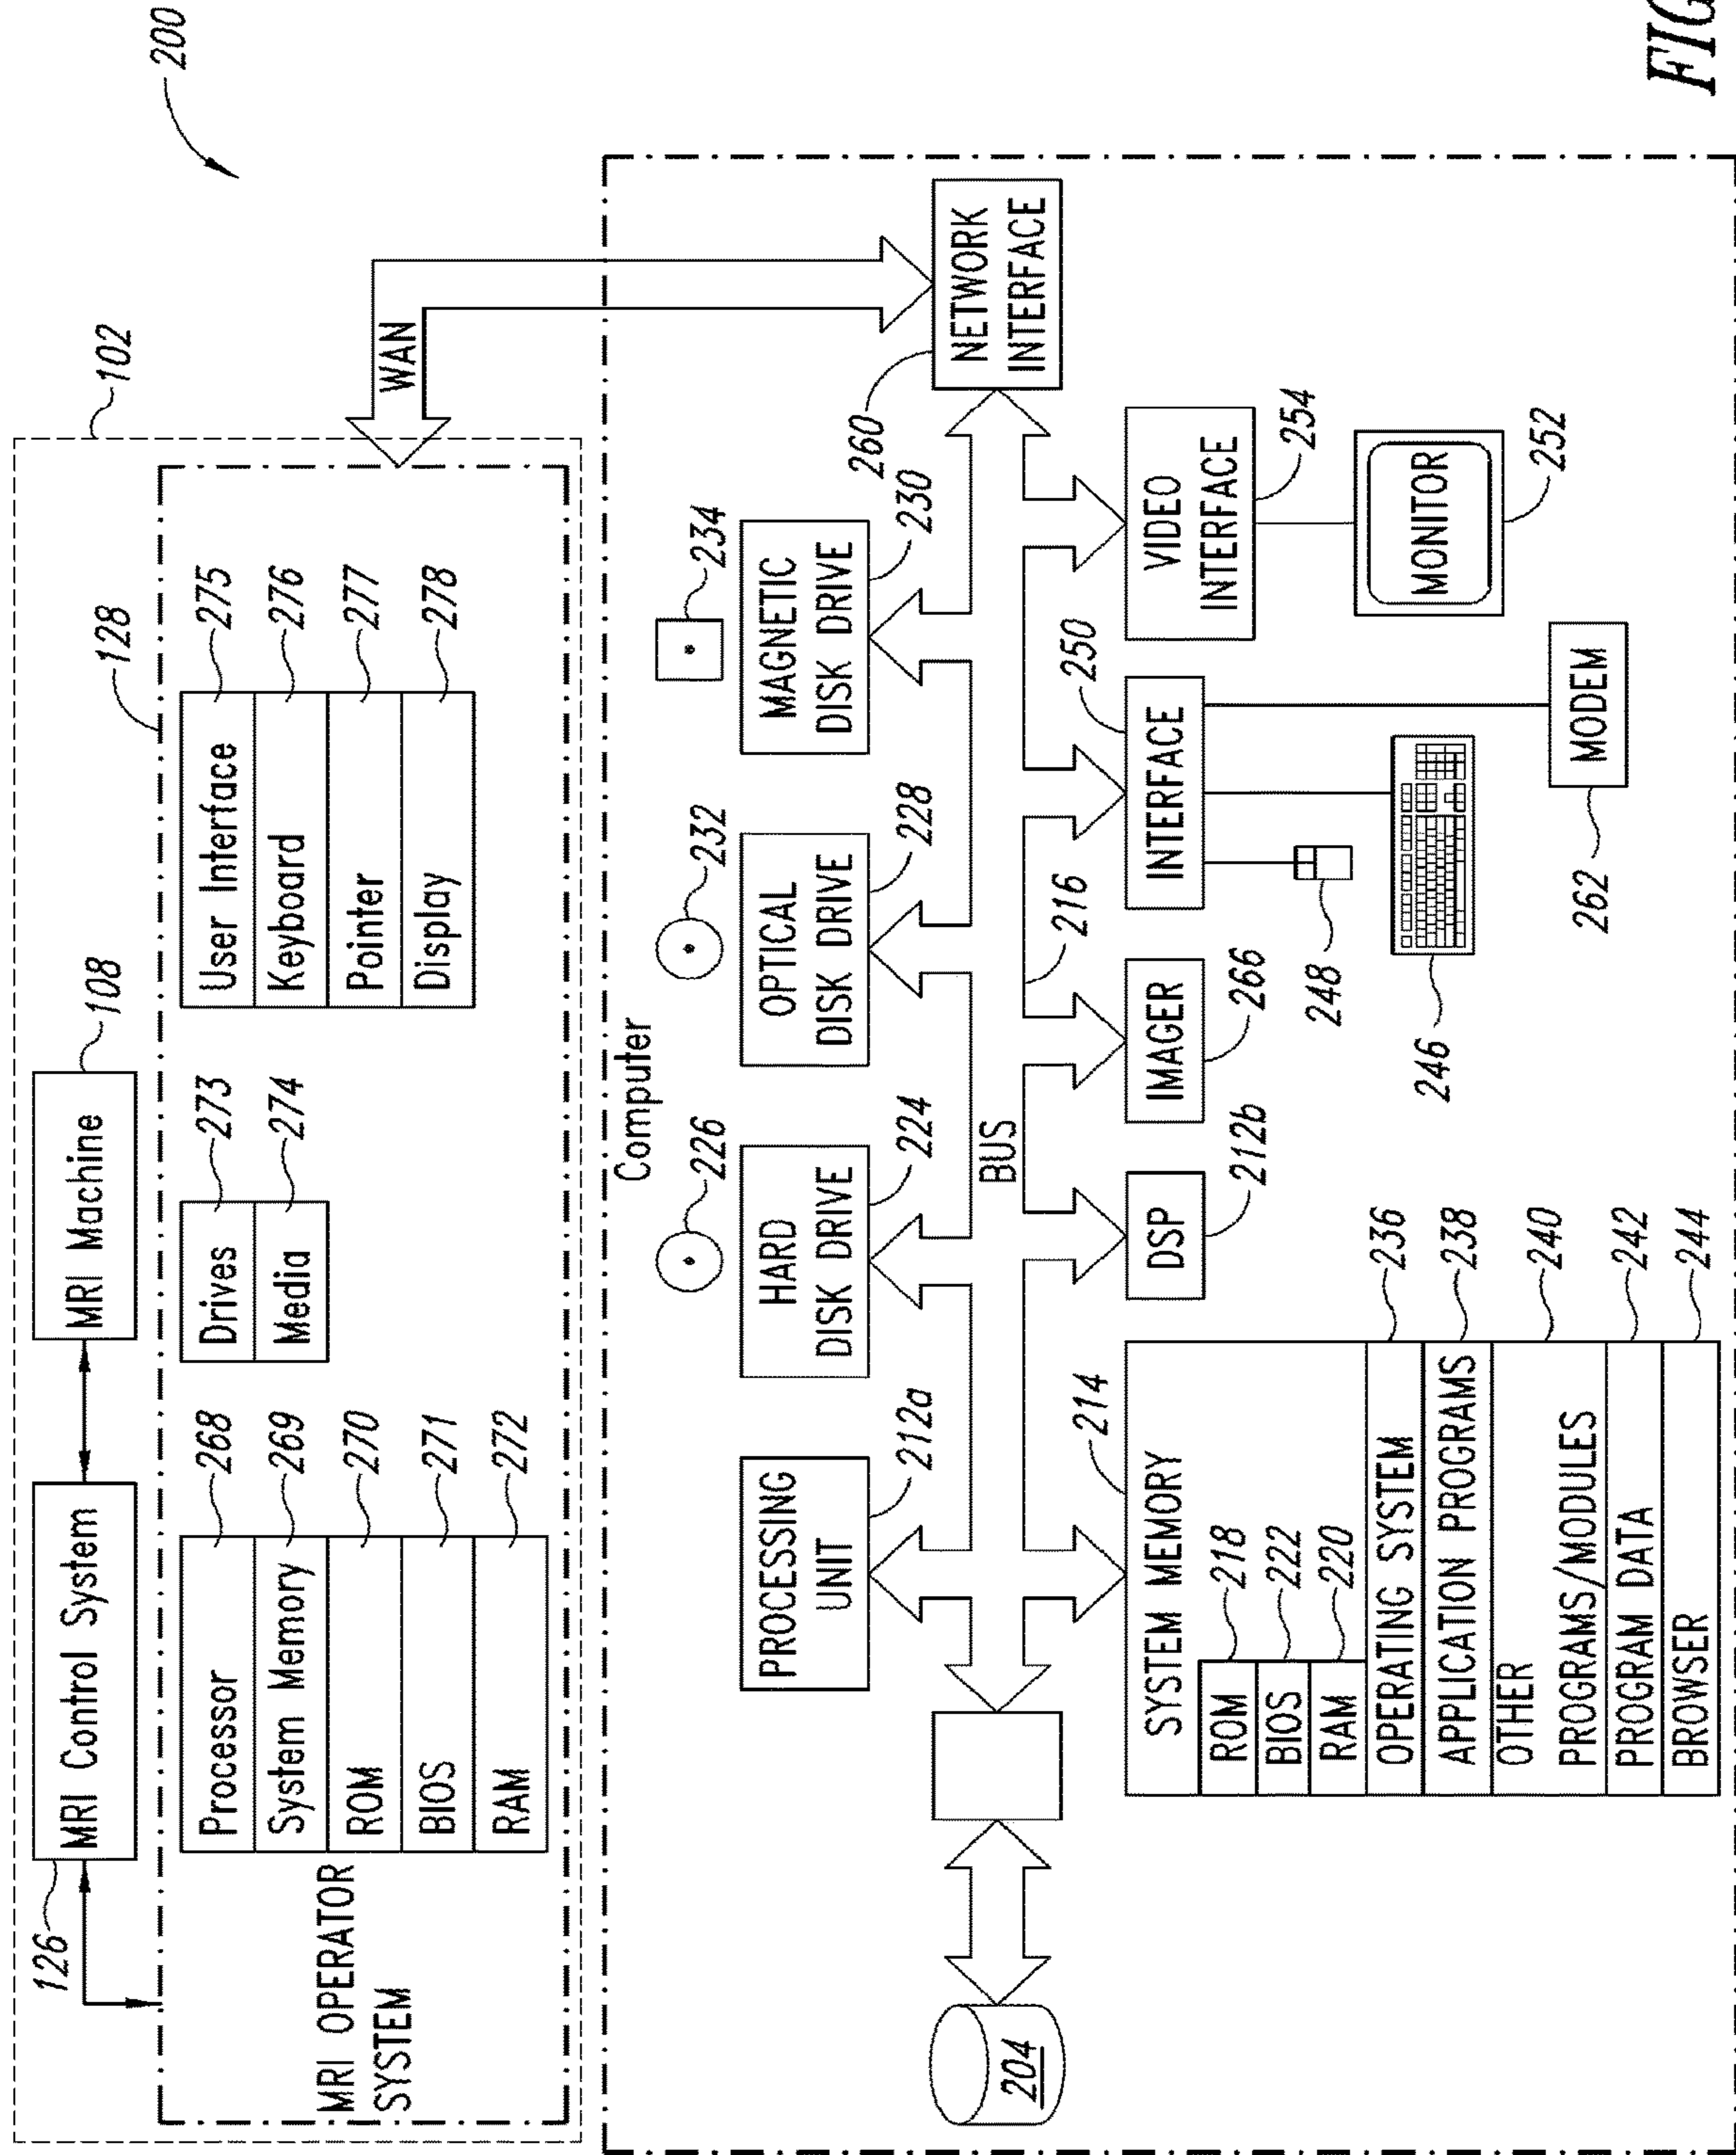 200
102
126
MRI Control System
MRI Machine
108
128
MRI OPERATOR
SYSTEM
Processor
268
System Memory
269
ROM
270
BIOS
271
RAM
272
Drives
273
Media
274
User Interface
275
Keyboard
276
Pointer
277
Display
278
WAN
Computer
226
232
234
PROCESSING
UNIT
212a
HARD
DISK DRIVE
224
OPTICAL
DISK DRIVE
228
MAGNETIC
DISK DRIVE
230
260
NETWORK
INTERFACE
204
BUS
216
214
SYSTEM MEMORY
ROM
218
BIOS
222
RAM
220
OPERATING SYSTEM
236
APPLICATION PROGRAMS
238
OTHER
PROGRAMS/MODULES
240
PROGRAM DATA
242
BROWSER
244
DSP
212b
IMAGER
266
INTERFACE
250
VIDEO
INTERFACE
254
248
246
MONITOR
252
MODEM
262
FIG